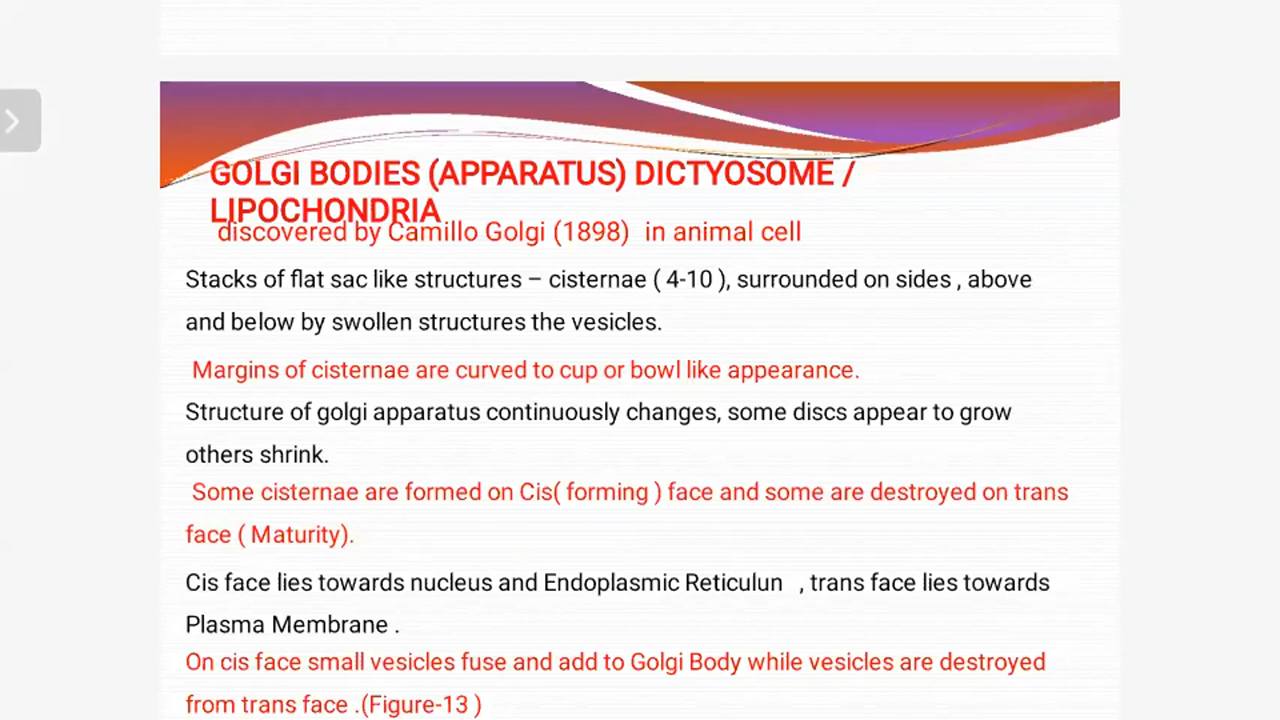 GOLGI BODIES (APPARATUS) DICTYOSOME /
LIPOCHONDRIA
discovered by Camillo Golgi (1898) in animal cell
Stacks of flat sac like structures – cisternae ( 4-10 ), surrounded on sides , above
and below by swollen structures the vesicles.
Margins of cisternae are curved to cup or bowl like appearance.
Structure of golgi apparatus continuously changes, some discs appear to grow
others shrink.
Some cisternae are formed on Cis( forming ) face and some are destroyed on trans
face ( Maturity).
Cis face lies towards nucleus and Endoplasmic Reticulun , trans face lies towards
Plasma Membrane .
On cis face small vesicles fuse and add to Golgi Body while vesicles are destroyed
from trans face .(Figure-13 )